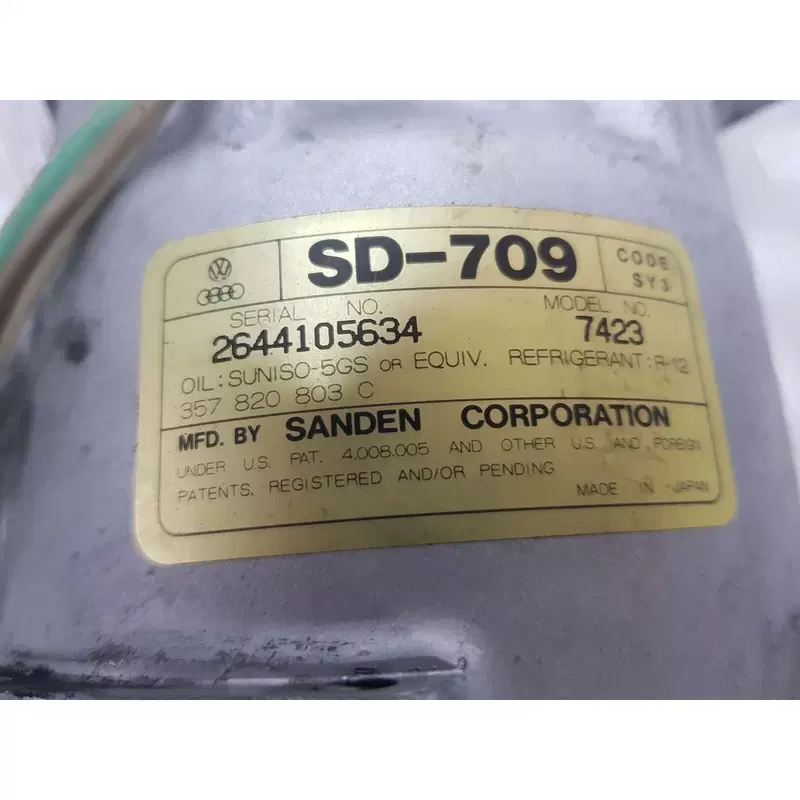 SD-709
CODE
SY3
SERIAL NO.
MODEL NO.
2644105634
7423
OIL: SUNISO-5GS OR EQUIV. REFRIGERANT: R-12
357 820 803 C
MFD. BY SANDEN CORPORATION
UNDER U.S. PAT. 4.008.005 AND OTHER U.S. AND FOREIGN
PATENTS, REGISTERED AND/OR PENDING
MADE IN JAPAN